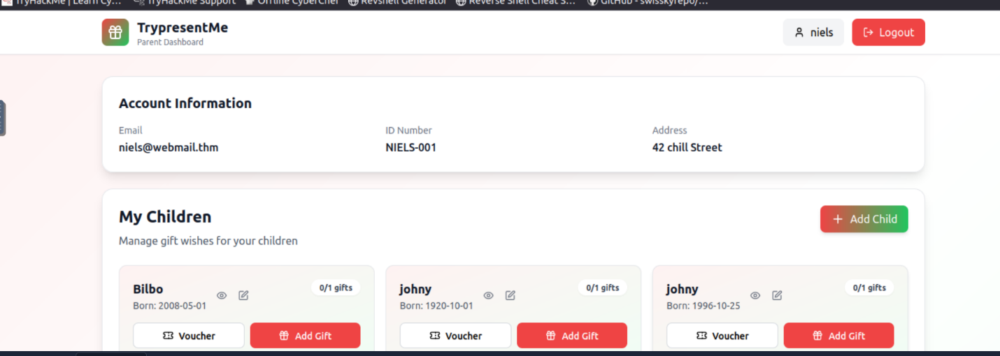 TryHackMe | Learn Cy... TryHackMe Support Offline CyberChef Revshell Generator Reverse Shell Cheat S... GitHub - swisskyrepo/...
TrypresentMe
Parent Dashboard
niels
Logout
Account Information
Email ID Number Address
niels@webmail.thm NIELS-001 42 chill Street
My Children
Add Child
Manage gift wishes for your children
Bilbo 0/1 gifts johny 0/1 gifts johny 0/1 gifts
Born: 2008-05-01 Born: 1920-10-01 Born: 1996-10-25
Voucher Add Gift Voucher Add Gift Voucher Add Gift